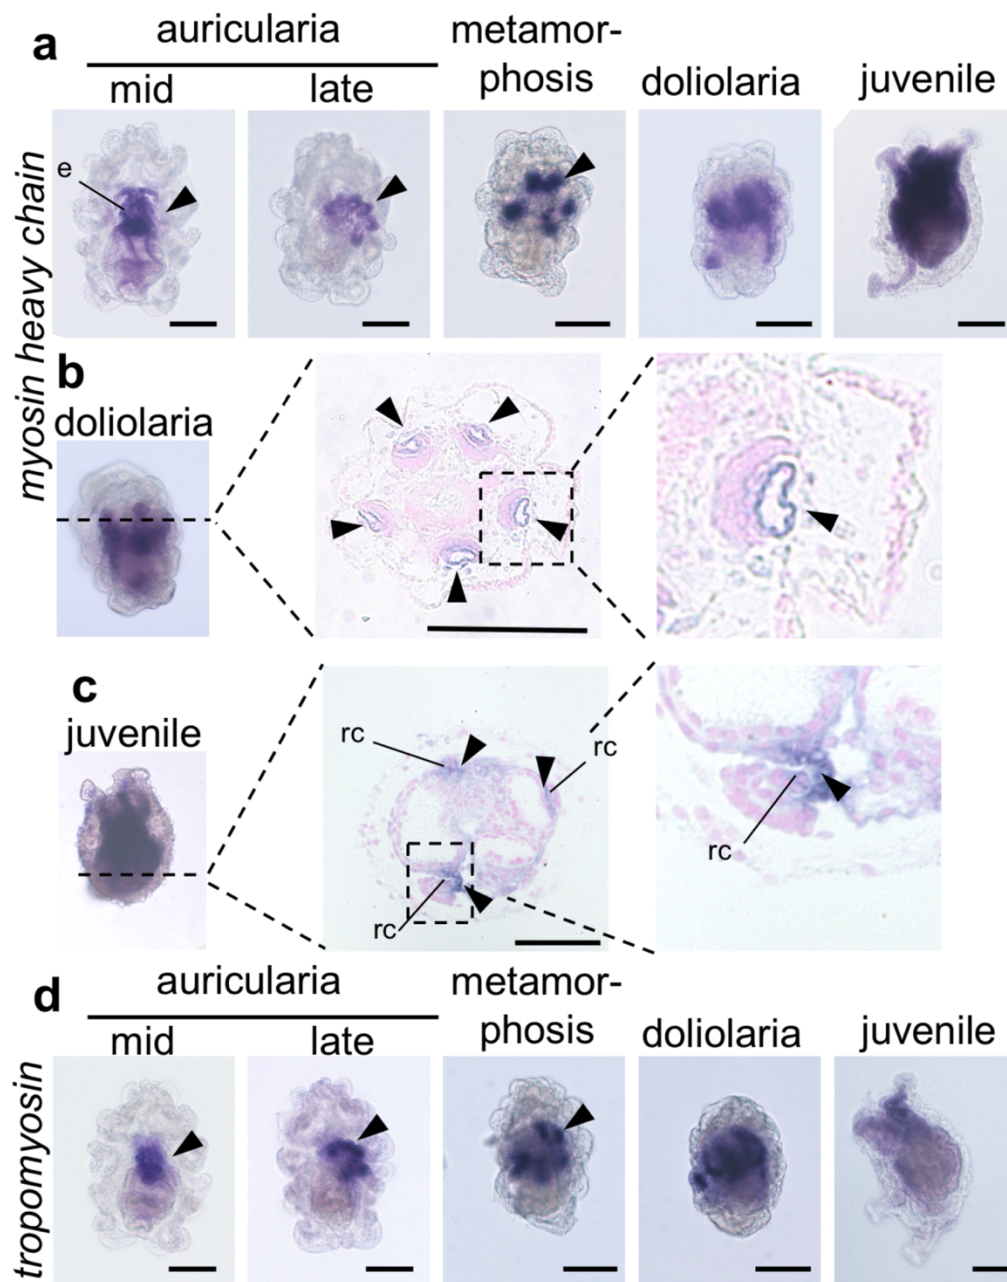 a
auricularia
metamor-
phosis
mid
late
doliolaria
juvenile
myosin heavy chain
e
b
doliolaria
c
juvenile
rc
rc
rc
rc
d
auricularia
metamor-
phosis
mid
late
doliolaria
juvenile
tropomyosin